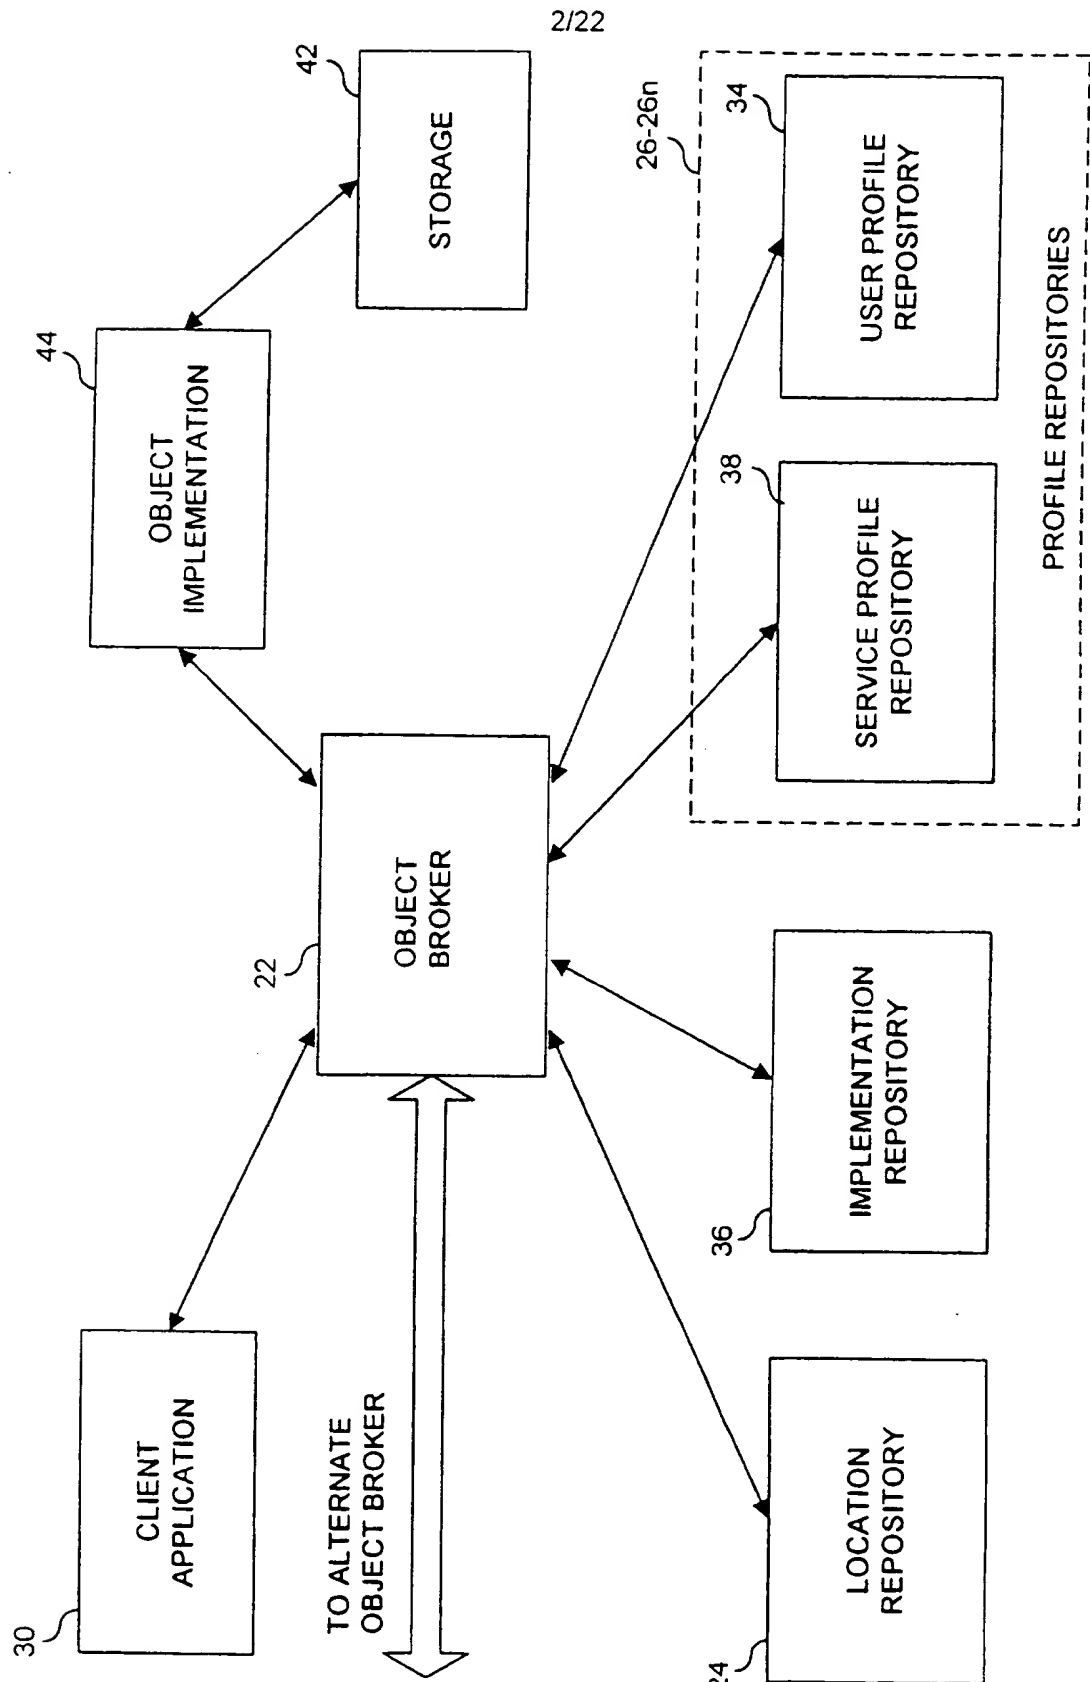 2/22
30
CLIENT
APPLICATION
44
OBJECT
IMPLEMENTATION
42
STORAGE
TO ALTERNATE
OBJECT BROKER
22
OBJECT
BROKER
24
LOCATION
REPOSITORY
36
IMPLEMENTATION
REPOSITORY
26-26n
38
SERVICE PROFILE
REPOSITORY
34
USER PROFILE
REPOSITORY
PROFILE REPOSITORIES